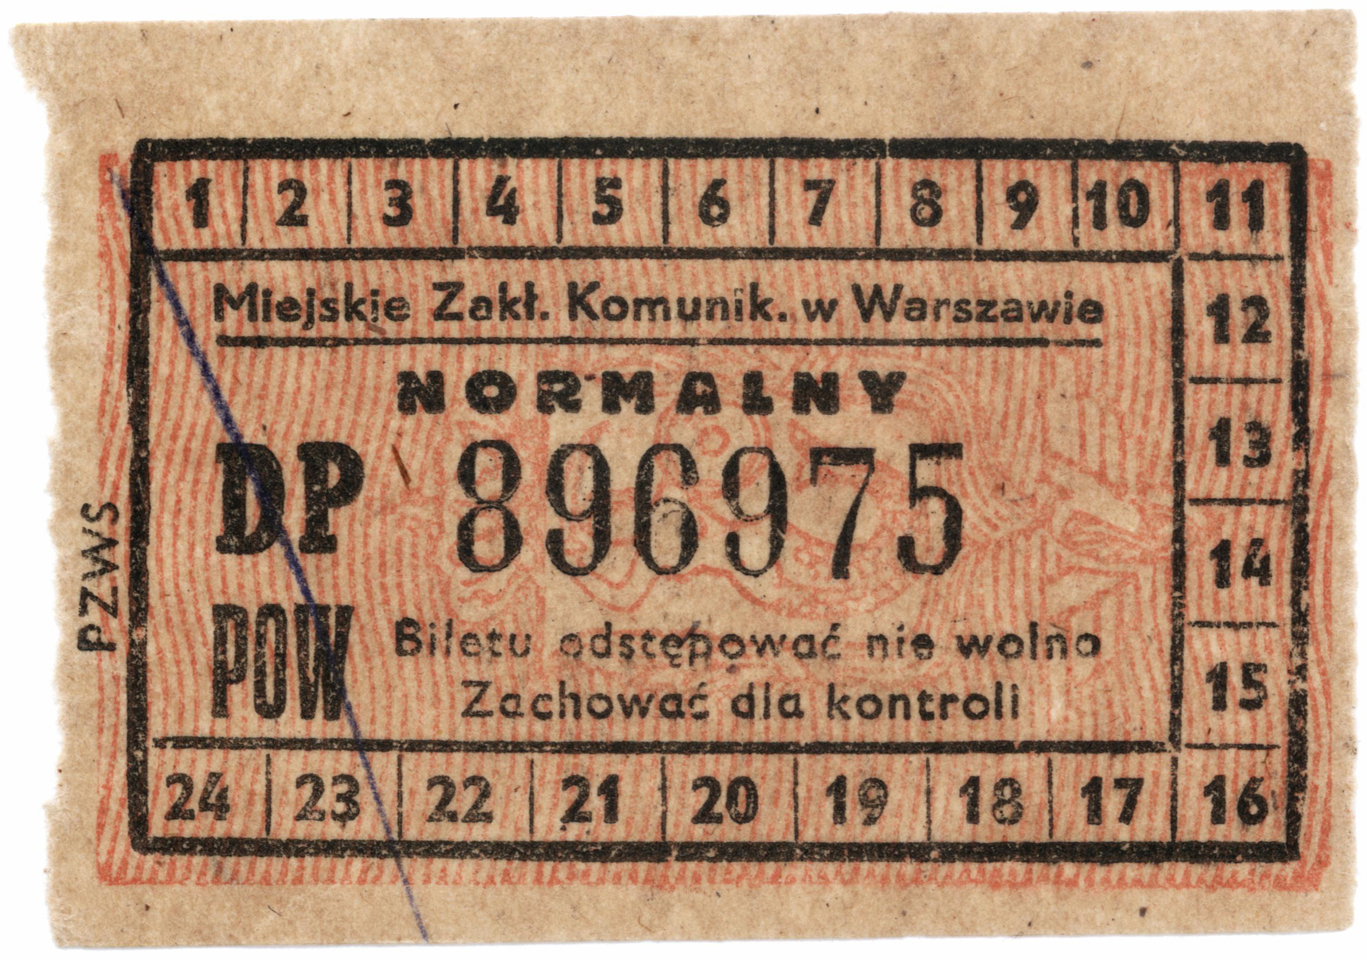 1 2 3 4 5 6 7 8 9 10 11
Miejskie Zakł. Komunik. w Warszawie
12
NORMALNY
13
DP 896975
14
PZWS
POW
Biletu odstępować nie wolno
15
Zachować dla kontroli
24 23 22 21 20 19 18 17 16